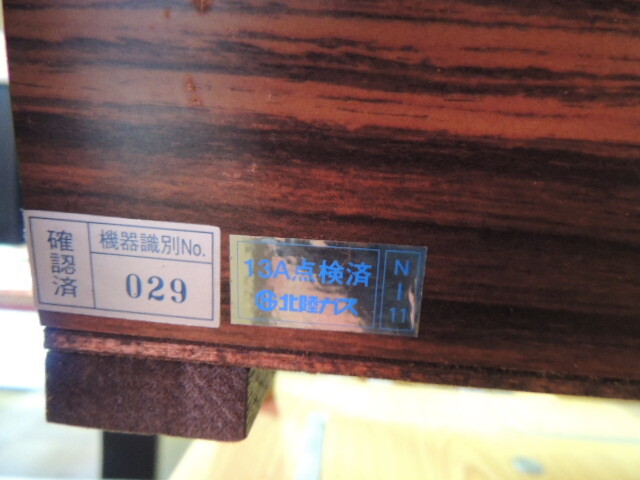 確認済
機器識別No.
029
13A点検済
北陸ガス
N-11